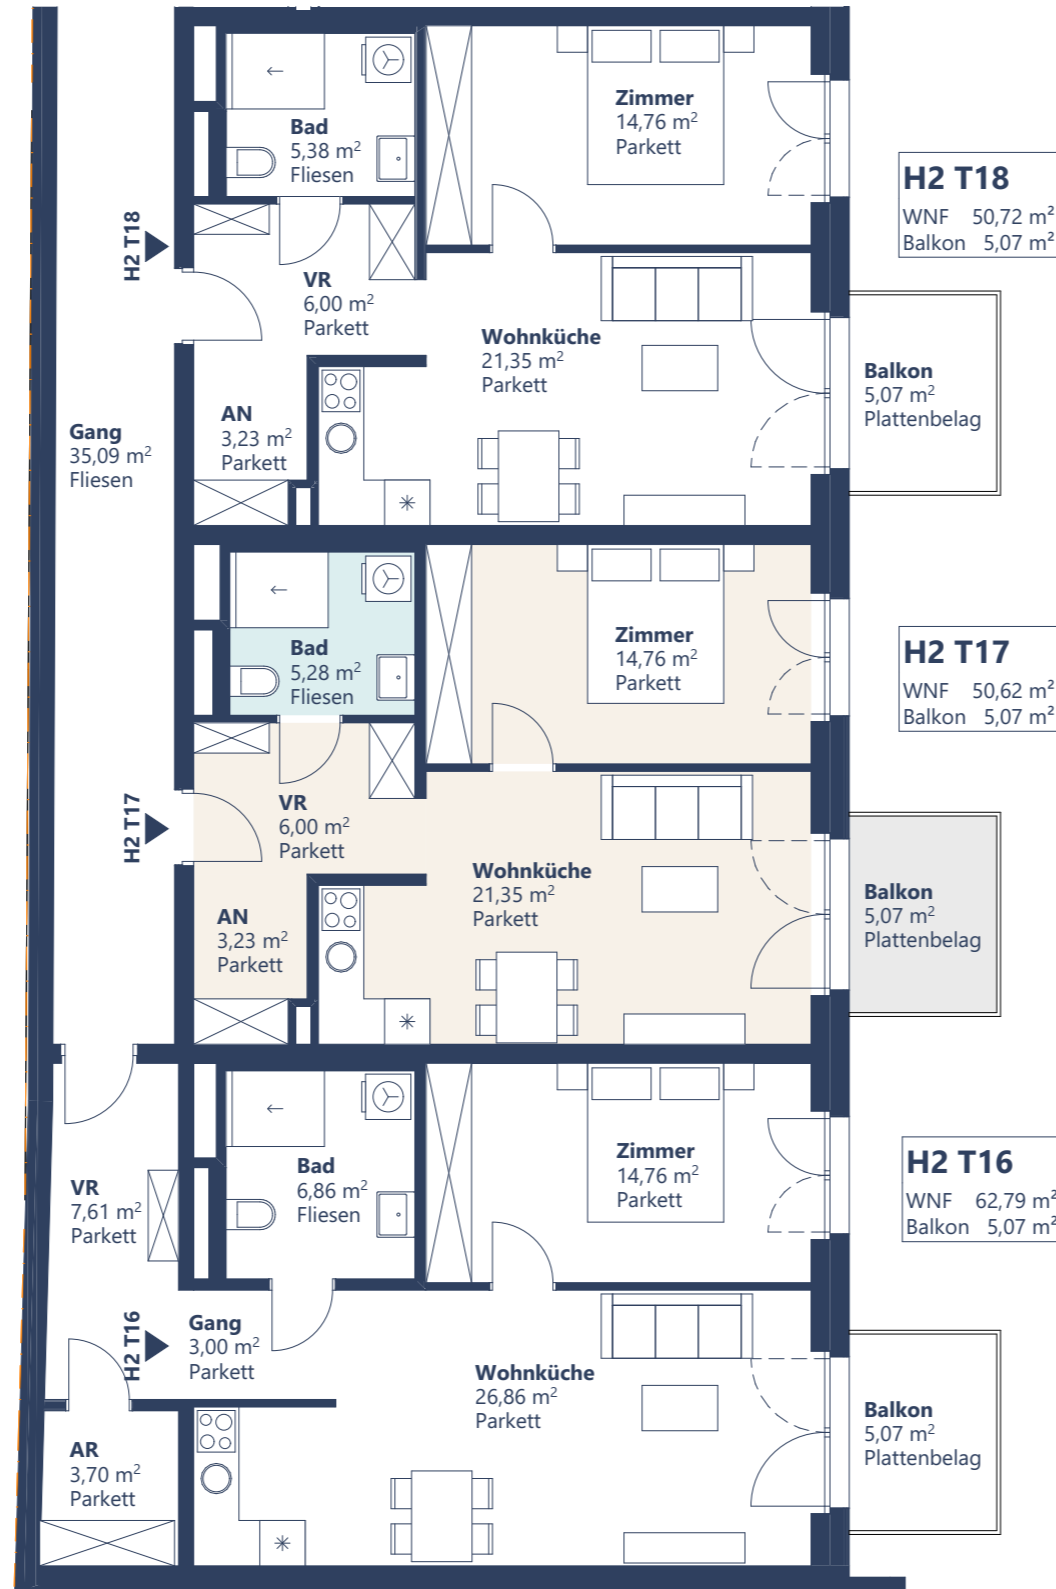 Bad
5,38 m²
Fliesen
Zimmer
14,76 m²
Parkett
H2 T18
WNF 50,72 m²
Balkon 5,07 m²
H2 T18
VR
6,00 m²
Parkett
Wohnküche
21,35 m²
Parkett
Balkon
5,07 m²
Plattenbelag
AN
3,23 m²
Parkett
Gang
35,09 m²
Fliesen
Bad
5,28 m²
Fliesen
Zimmer
14,76 m²
Parkett
H2 T17
WNF 50,62 m²
Balkon 5,07 m²
H2 T17
VR
6,00 m²
Parkett
Wohnküche
21,35 m²
Parkett
Balkon
5,07 m²
Plattenbelag
AN
3,23 m²
Parkett
Bad
6,86 m²
Fliesen
Zimmer
14,76 m²
Parkett
H2 T16
WNF 62,79 m²
Balkon 5,07 m²
VR
7,61 m²
Parkett
H2 T16
Gang
3,00 m²
Parkett
Wohnküche
26,86 m²
Parkett
Balkon
5,07 m²
Plattenbelag
AR
3,70 m²
Parkett